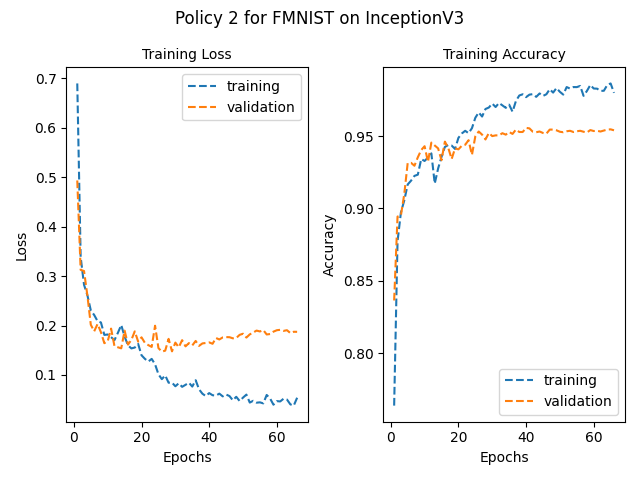 Policy 2 for FMNIST on InceptionV3
Training Loss
training
validation
0.7
0.6
0.5
0.4
0.3
0.2
0.1
Loss
0
20
40
60
Epochs
Training Accuracy
0.95
0.90
0.85
0.80
Accuracy
training
validation
0
20
40
60
Epochs